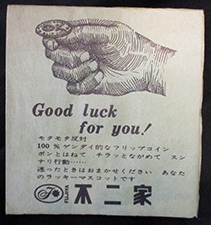 Good luck
for you!
モタモタ反対
100％ゲンダイ的なフリップコイン
ポンとはねて チラッとながめて スン
ナリ行動……
迷ったときはおまかせください あなた
のラッキーマスコットです
FUJIYA
不二家